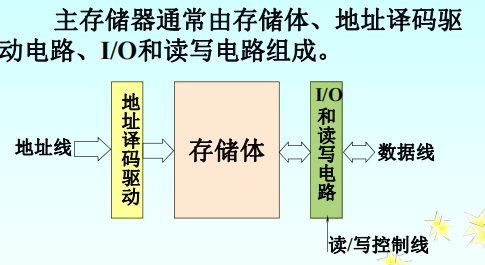 主存储器通常由存储体、地址译码驱
动电路、I/O和读写电路组成。
地址线
地址译码驱动
存储体
I/O
和读写电路
数据线
读/写控制线